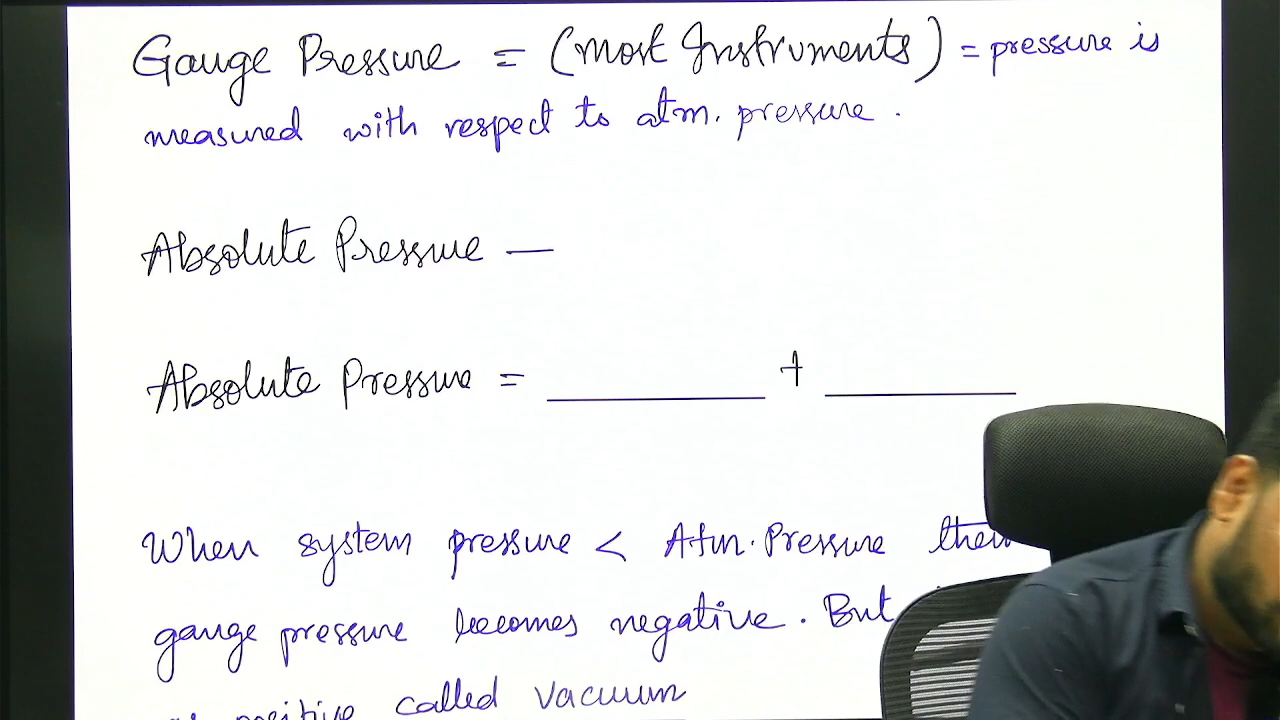 Gauge Pressure = (most Instruments) = pressure is
measured with respect to atm. pressure.
Absolute Pressure —
Absolute Pressure = ________ + ________
When system pressure < Atm. Pressure then
gauge pressure becomes negative. But
positive called vacuum